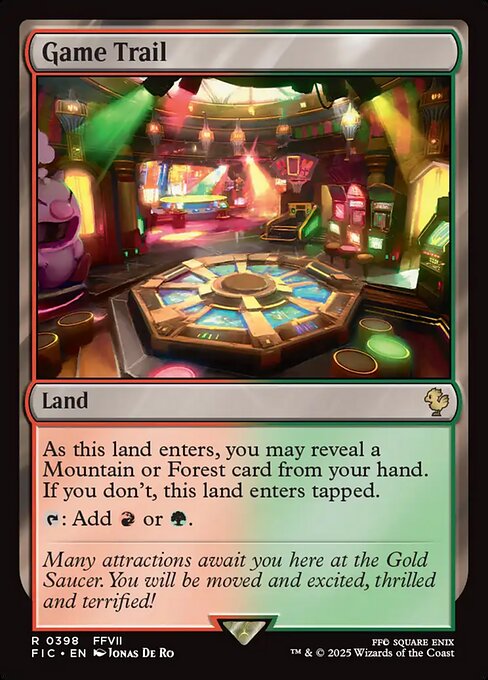 Game Trail
Land
As this land enters, you may reveal a
Mountain or Forest card from your hand.
If you don't, this land enters tapped.
: Add or .
Many attractions await you here at the Gold
Saucer. You will be moved and excited, thrilled
and terrified!
R 0398 FFVII
FIC • EN Jonas De Ro
FF© SQUARE ENIX
™ & © 2025 Wizards of the Coast